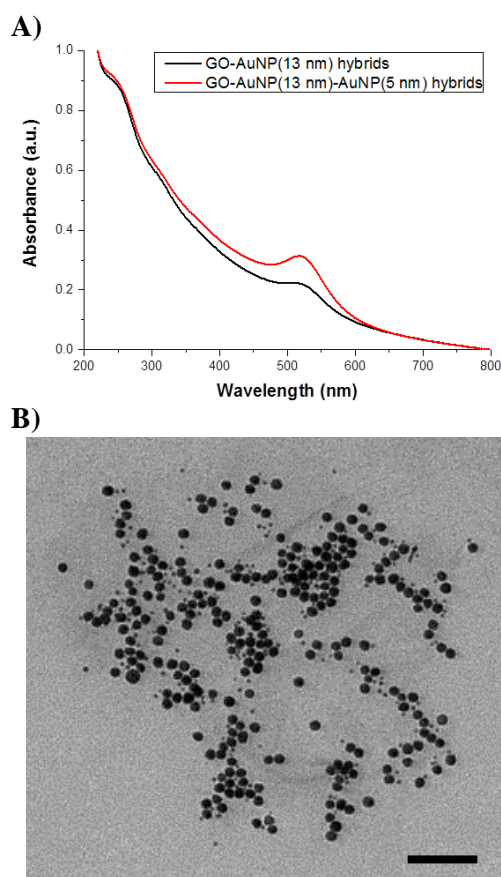 A)
GO-AuNP(13 nm) hybrids
GO-AuNP(13 nm)-AuNP(5 nm) hybrids
1.0
0.8
0.6
0.4
0.2
0.0
Absorbance (a.u.)
200 300 400 500 600 700 800
Wavelength (nm)
B)